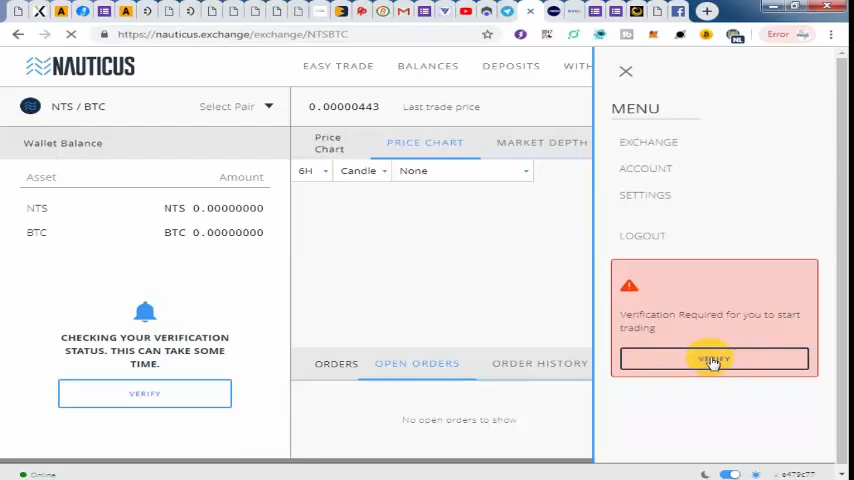 https://nauticus.exchange/exchange/NTSBTC
Error
NAUTICUS
EASY TRADE
BALANCES
DEPOSITS
WITH
NTS / BTC
Select Pair
0.00000443
Last trade price
Wallet Balance
Price
Chart
PRICE CHART
MARKET DEPTH
6H
Candle
None
Asset
Amount
NTS
NTS 0.00000000
BTC
BTC 0.00000000
CHECKING YOUR VERIFICATION
STATUS. THIS CAN TAKE SOME
TIME.
VERIFY
ORDERS
OPEN ORDERS
ORDER HISTORY
No open orders to show
MENU
EXCHANGE
ACCOUNT
SETTINGS
LOGOUT
Verification Required for you to start
trading
VERIFY
Online
v.e479c77